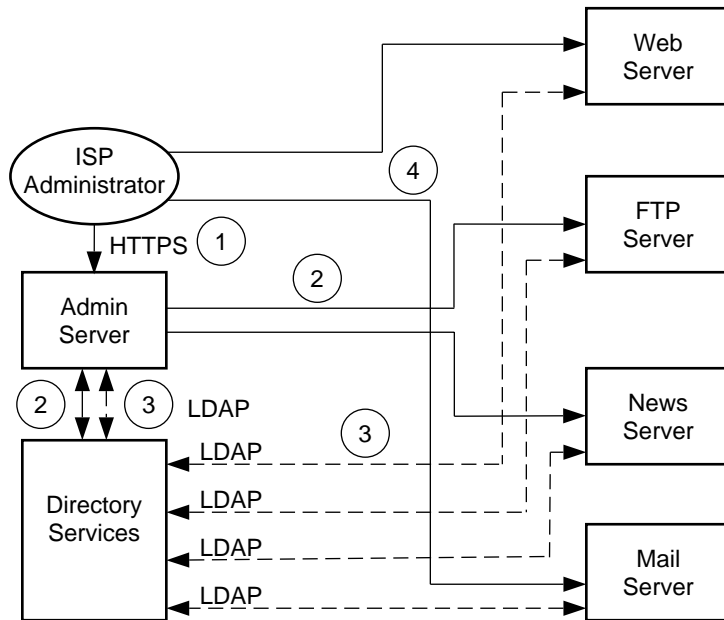 Web
Server
ISP
Administrator
4
FTP
Server
HTTPS
1
2
Admin
Server
2
3
LDAP
3
News
Server
LDAP
Directory
Services
LDAP
LDAP
Mail
Server
LDAP